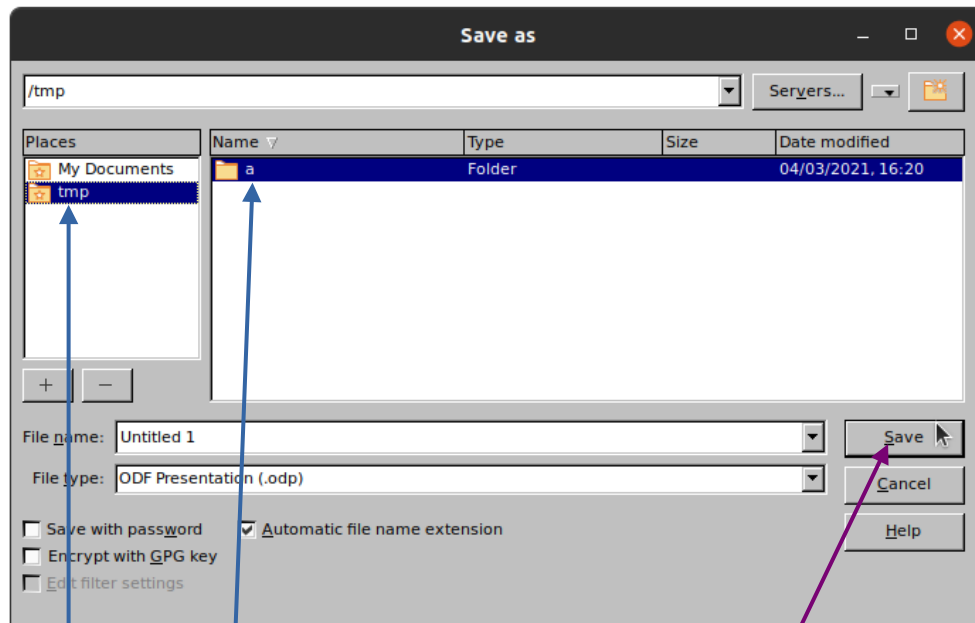 Save as
/tmp
Servers...
Places
Name Type Size Date modified
My Documents
tmp
a Folder 04/03/2021, 16:20
+ −
File name: Untitled 1
Save
File type: ODF Presentation (.odp)
Cancel
Save with password Automatic file name extension
Help
Encrypt with GPG key
Edit filter settings